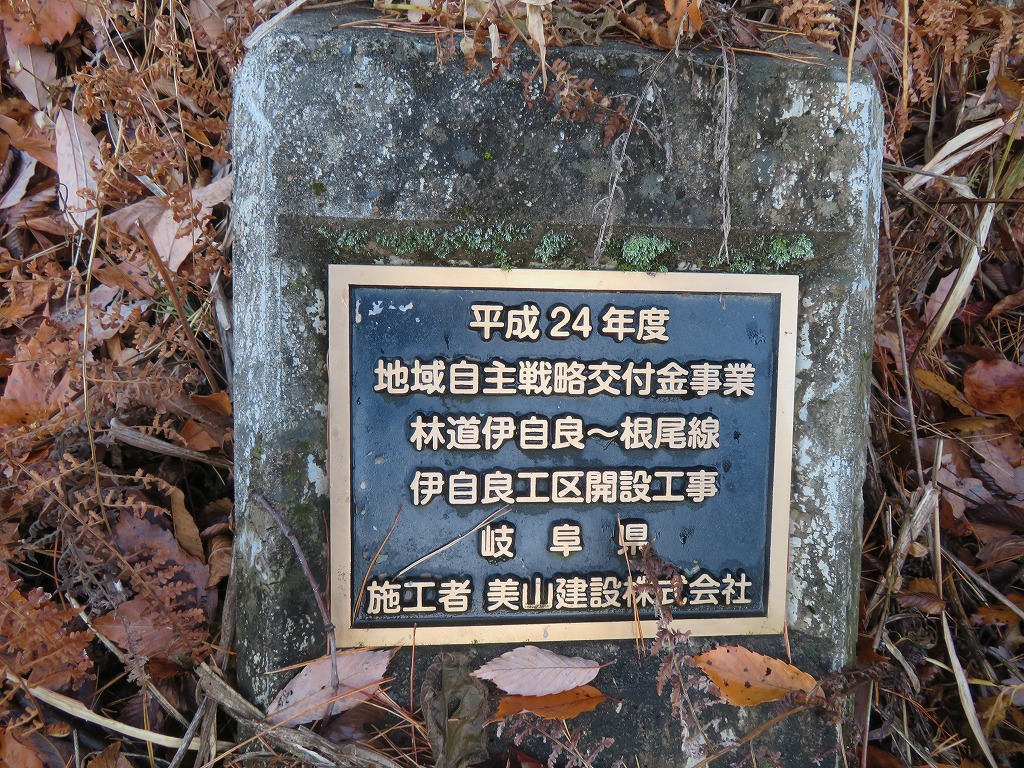 平成24年度
地域自主戦略交付金事業
林道伊自良～根尾線
伊自良工区開設工事
岐阜県
施工者 美山建設株式会社